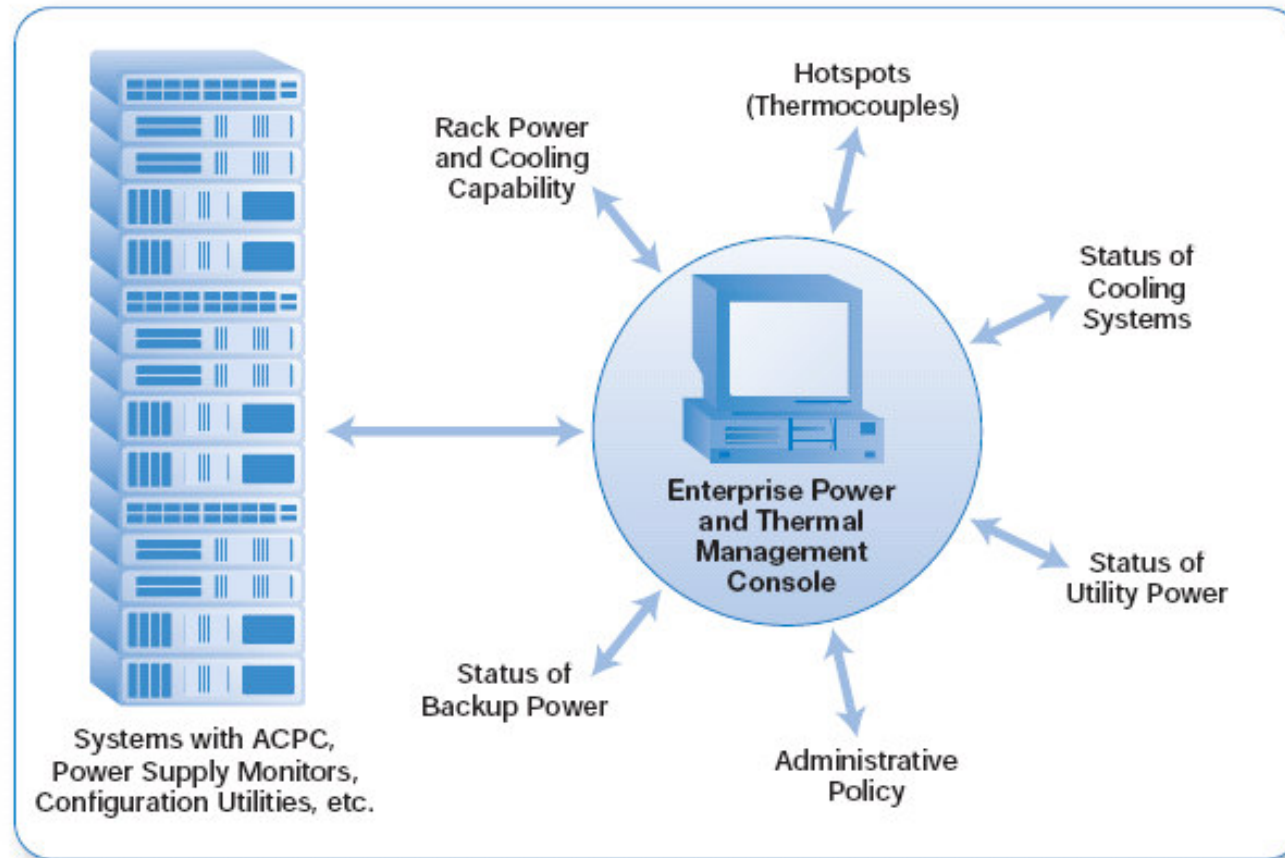 Hotspots
(Thermocouples)
Rack Power
and Cooling
Capability
Status of
Cooling
Systems
Enterprise Power
and Thermal
Management
Console
Status of
Utility Power
Status of
Backup Power
Administrative
Policy
Systems with ACPC,
Power Supply Monitors,
Configuration Utilities, etc.